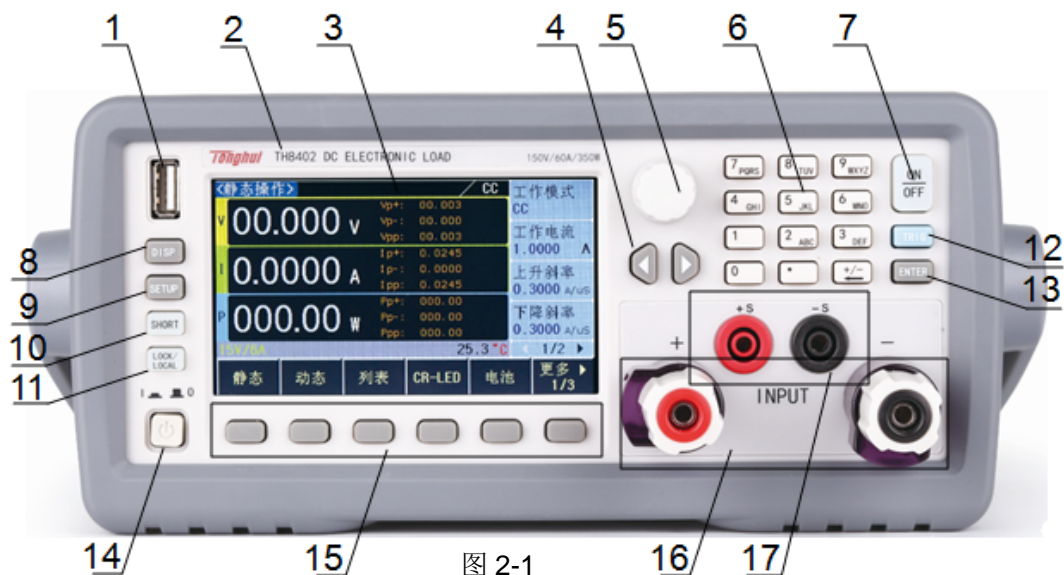 1 2 3 4 5 6 7
Tonghui TH8402 DC ELECTRONIC LOAD 150V/60A/350W
<静态操作> CC
V 00.000 V
Vp+: 00.003
Vp-: 00.000
Vpp: 00.003
I 0.0000 A
Ip+: 0.0245
Ip-: 0.0000
Ipp: 0.0245
P 000.00 W
Pp+: 000.00
Pp-: 000.00
Ppp: 000.00
15V/6A 25.3°C
工作模式
CC
工作电流
1.0000 A
上升斜率
0.3000 A/uS
下降斜率
0.3000 A/uS
1/2
静态 动态 列表 CR-LED 电池 更多
1/3
7 PQRS 8 TUV 9 WXYZ
4 GHI 5 JKL 6 MNO
1 2 ABC 3 DEF
0 • +/-
ON
OFF
TRIG
ENTER
8 DISP
9 SETUP
10 SHORT
11 LOCK/
LOCAL
I 0
12
13
+S -S
+ -
INPUT
14 15 16 17
图 2-1